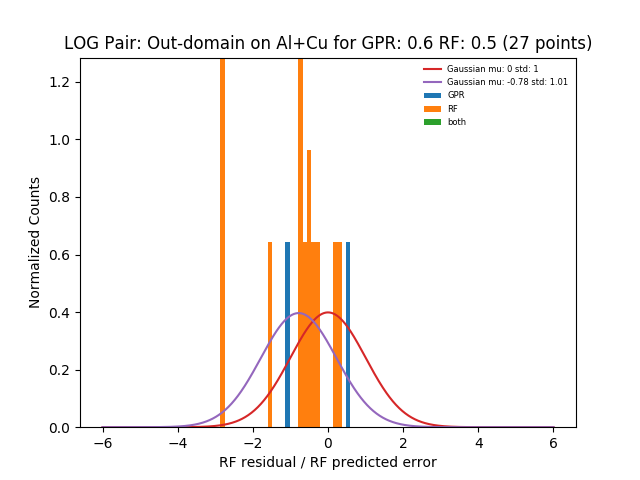 LOG Pair: Out-domain on Al+Cu for GPR: 0.6 RF: 0.5 (27 points)
Gaussian mu: 0 std: 1
Gaussian mu: -0.78 std: 1.01
GPR
RF
both
1.2
1.0
0.8
0.6
0.4
0.2
0.0
Normalized Counts
−6
−4
−2
0
2
4
6
RF residual / RF predicted error